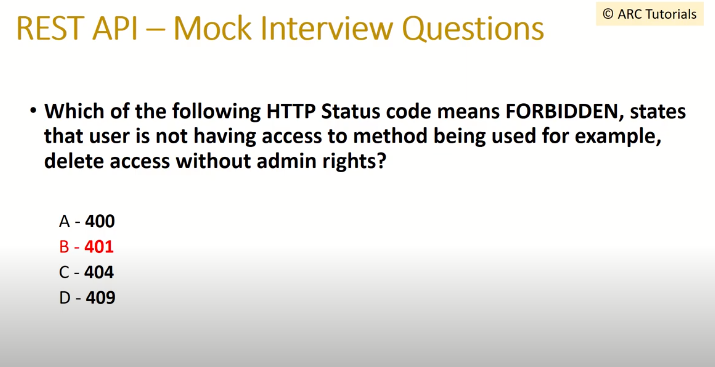 REST API – Mock Interview Questions
© ARC Tutorials
• Which of the following HTTP Status code means FORBIDDEN, states
that user is not having access to method being used for example,
delete access without admin rights?
A - 400
B - 401
C - 404
D - 409